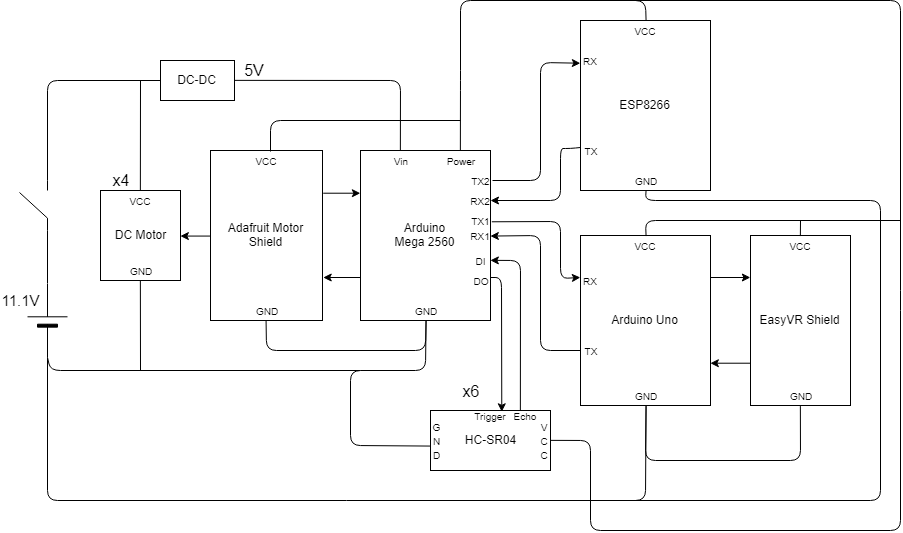 VCC
RX
ESP8266
TX
GND
DC-DC
5V
x4
VCC
DC Motor
GND
11.1V
VCC
Adafruit Motor
Shield
GND
Vin
Power
TX2
RX2
TX1
RX1
DI
DO
Arduino
Mega 2560
GND
VCC
RX
Arduino Uno
TX
GND
VCC
EasyVR Shield
GND
x6
Trigger
Echo
G
N
D
HC-SR04
V
C
C